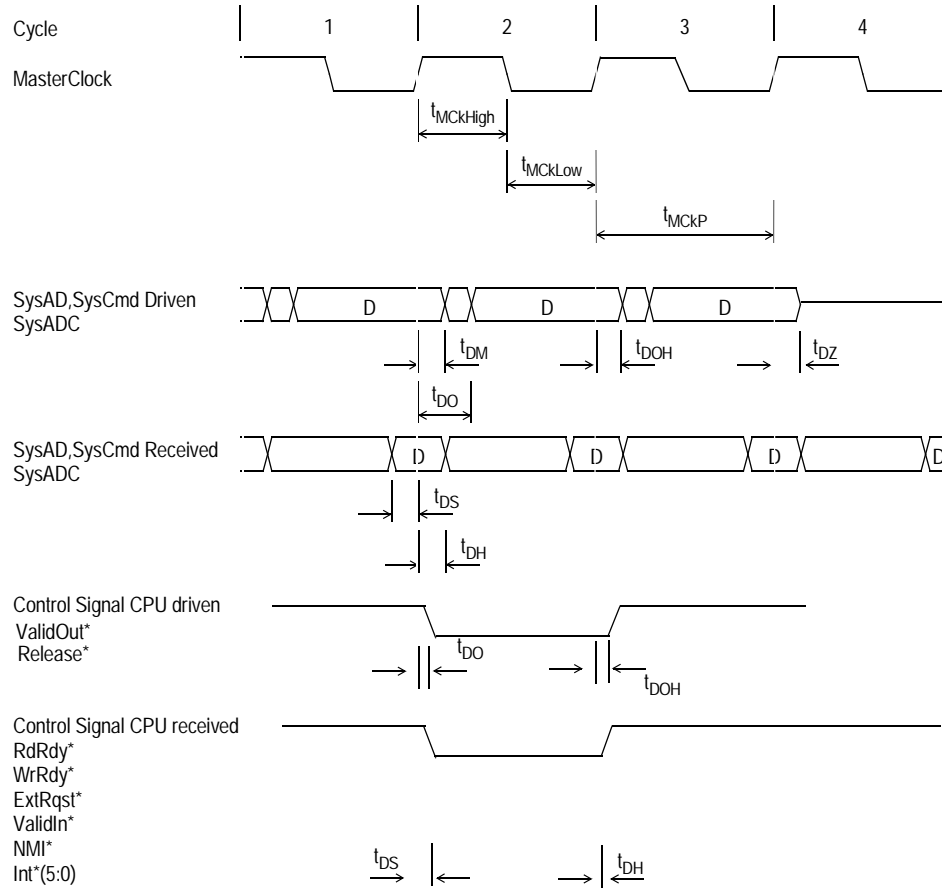 Cycle 1 2 3 4
MasterClock
tMCkHigh
tMCkLow
tMCkP
SysAD,SysCmd Driven
SysADC
D D D
tDM tDOH tDZ
tDO
SysAD,SysCmd Received
SysADC
D D D D
tDS
tDH
Control Signal CPU driven
ValidOut*
Release*
tDO
tDOH
Control Signal CPU received
RdRdy*
WrRdy*
ExtRqst*
ValidIn*
NMI*
Int*(5:0)
tDS tDH